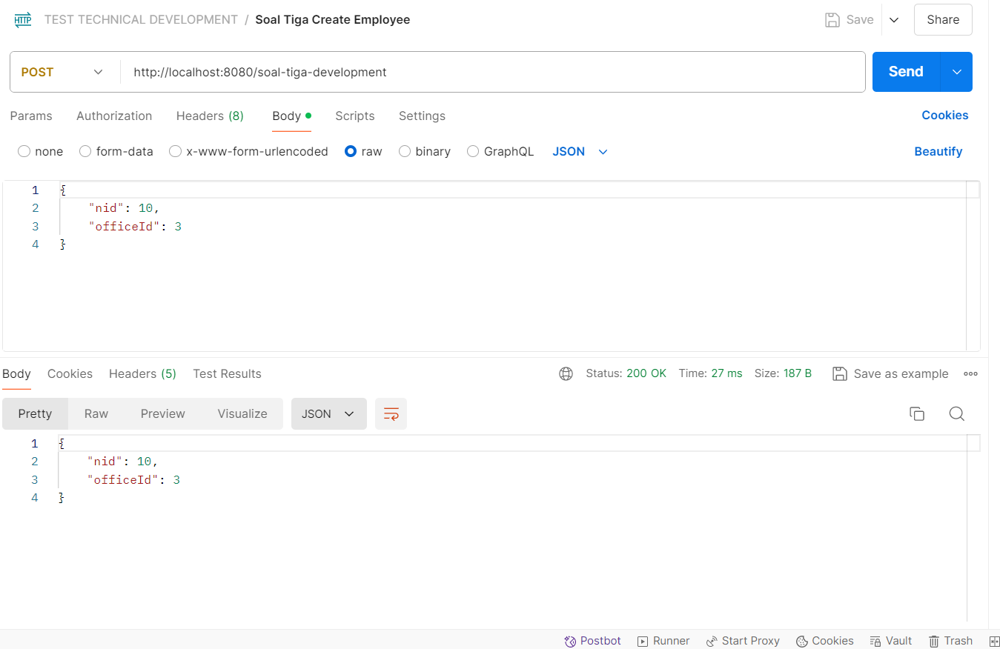 HTTP TEST TECHNICAL DEVELOPMENT / Soal Tiga Create Employee Save Share
POST http://localhost:8080/soal-tiga-development Send
Params Authorization Headers (8) Body Scripts Settings Cookies
none form-data x-www-form-urlencoded raw binary GraphQL JSON Beautify
1 {
2 "nid": 10,
3 "officeId": 3
4 }
Body Cookies Headers (5) Test Results Status: 200 OK Time: 27 ms Size: 187 B Save as example
Pretty Raw Preview Visualize JSON
1 {
2 "nid": 10,
3 "officeId": 3
4 }
Postbot Runner Start Proxy Cookies Vault Trash